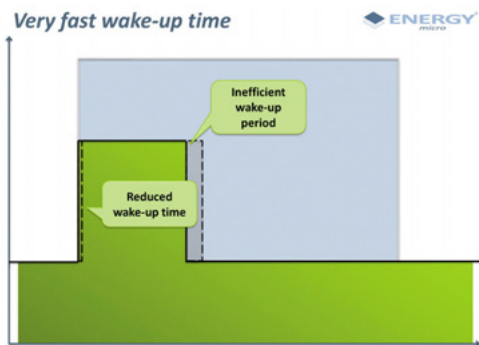 Very fast wake-up time
ENERGY
micro
Inefficient
wake-up
period
Reduced
wake-up time